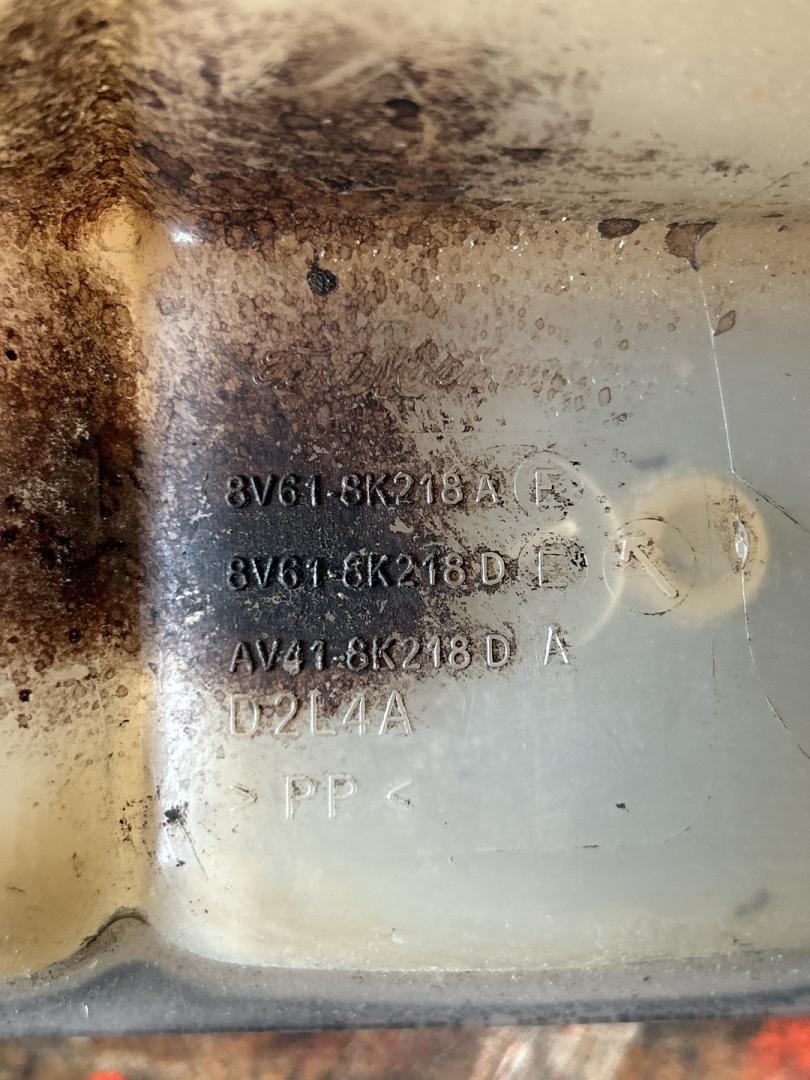 8V61-8K218 A E
8V61-8K218 D E
AV41-8K218 D A
D2L4A
> PP <